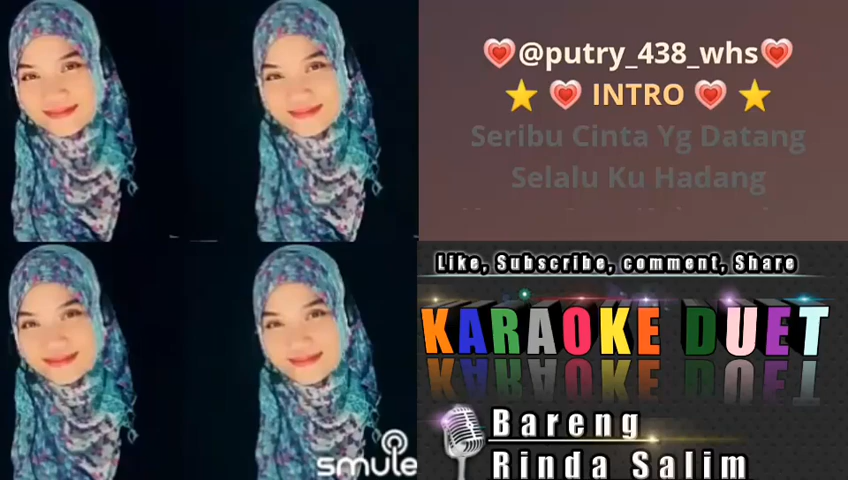 @putry_438_whs
INTRO
Seribu Cinta Yg Datang
Selalu Ku Hadang
Like, Subscribe, comment, Share
KARAOKE DUET
Bareng
Rinda Salim
smule